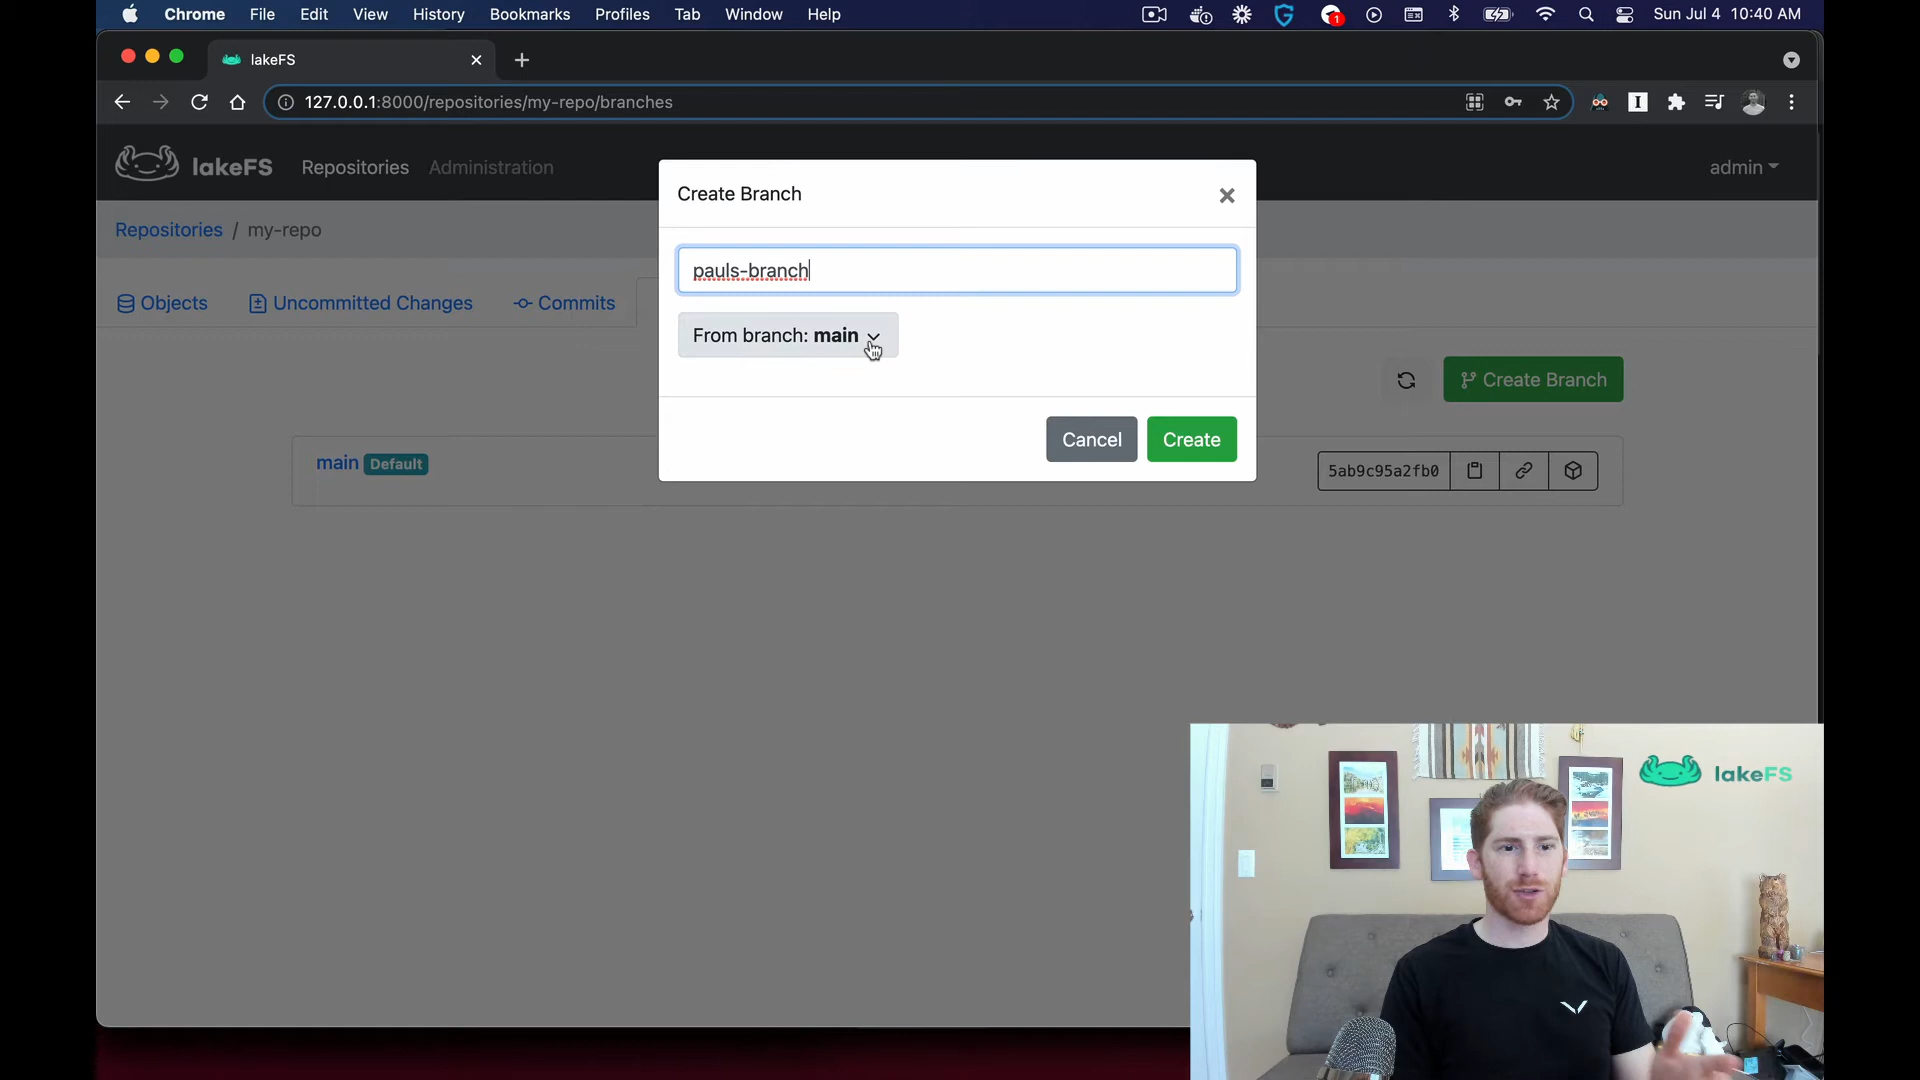 Chrome File Edit View History Bookmarks Profiles Tab Window Help 1 Sun Jul 4 10:40 AM
lakeFS
127.0.0.1:8000/repositories/my-repo/branches
lakeFS Repositories Administration admin
Create Branch
Repositories / my-repo
pauls-branch
Objects Uncommitted Changes Commits
From branch: main
Create Branch
Cancel Create
main Default
5ab9c95a2fb0
lakeFS